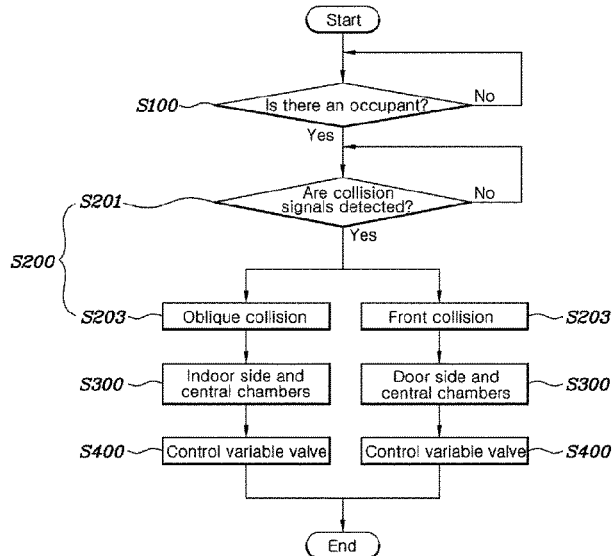 Start
S100
Is there an occupant?
No
Yes
S201
Are collision
signals detected?
No
Yes
S200
S203
Oblique collision
Front collision
S203
S300
Indoor side and
central chambers
Door side and
central chambers
S300
Control variable valve
Control variable valve
S400
S400
End